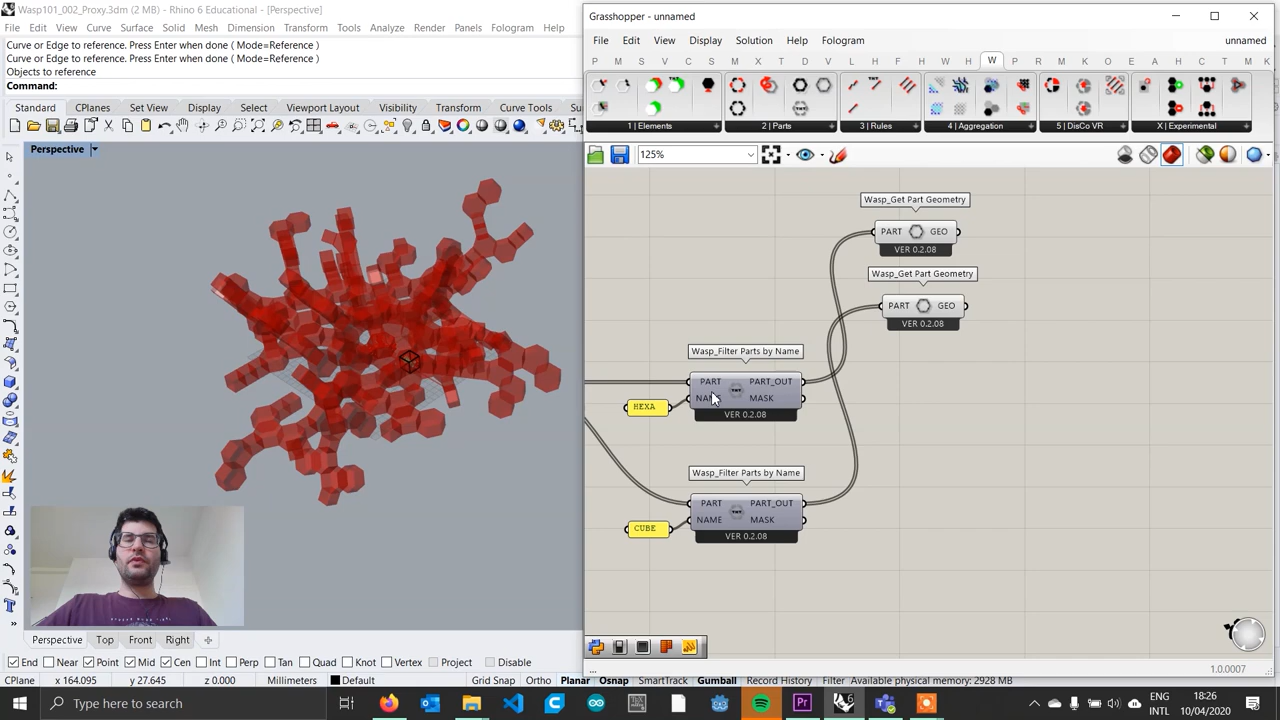 Wasp101_002_Proxy.3dm (2 MB) - Rhino 6 Educational - [Perspective]
File Edit View Curve Surface Solid Mesh Dimension Transform Tools Analyze Render Panels Fologram Help
Curve or Edge to reference. Press Enter when done ( Mode=Reference )
Curve or Edge to reference. Press Enter when done ( Mode=Reference )
Objects to reference
Command:
Standard CPlanes Set View Display Select Viewport Layout Visibility Transform Curve Tools Su
Perspective
Grasshopper - unnamed
File Edit View Display Solution Help Fologram unnamed
P M S V C S M X T D L H F H W H W P R B M L D
1 | Elements 2 | Parts 3 | Rules 4 | Aggregation 5 | DisCo VR X | Experimental
125%
Wasp_Get Part Geometry
PART GEO
VER 0.2.08
Wasp_Get Part Geometry
PART GEO
VER 0.2.08
Wasp_Filter Parts by Name
PART PART_OUT
HEXA
MASK
VER 0.2.08
Wasp_Filter Parts by Name
PART PART_OUT
CUBE
NAME MASK
VER 0.2.08
Perspective Top Front Right
...
1.0.0007
End Near Point Mid Cen Int Perp Tan Quad Knot Vertex Project Disable
CPlane x 164.095 y 27.645 z 0.000 Millimeters Default Grid Snap Ortho Planar Osnap SmartTrack Gumball Record History Filter Available physical memory: 2928 MB
Type here to search
ENG
INTL
18:26
10/04/2020